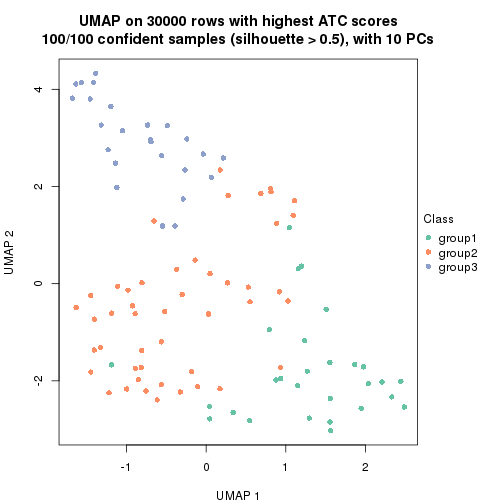 UMAP on 30000 rows with highest ATC scores
100/100 confident samples (silhouette > 0.5), with 10 PCs
4
2
0
-2
UMAP 2
-1
0
1
2
UMAP 1
Class
group1
group2
group3